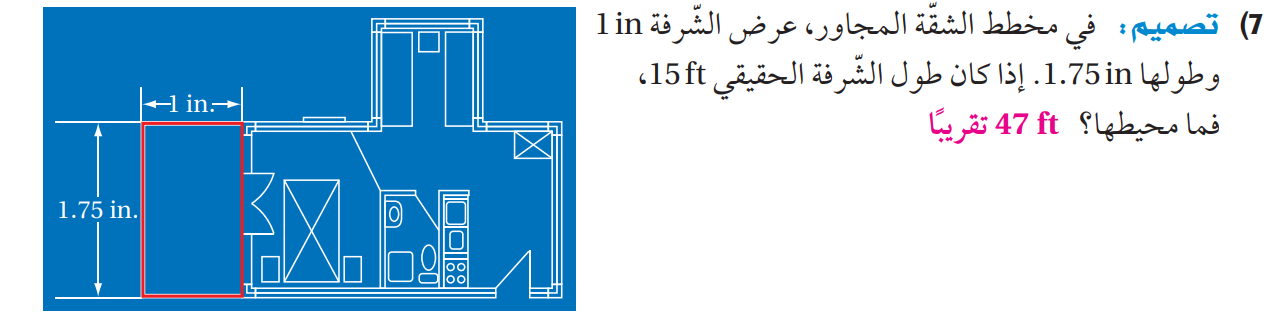 7) تصميم: في مخطط الشقّة المجاور، عرض الشّرفة 1 in
وطولها 1.75 in. إذا كان طول الشّرفة الحقيقي 15 ft،
فما محيطها؟ 47 ft تقريبًا
1 in.
1.75 in.